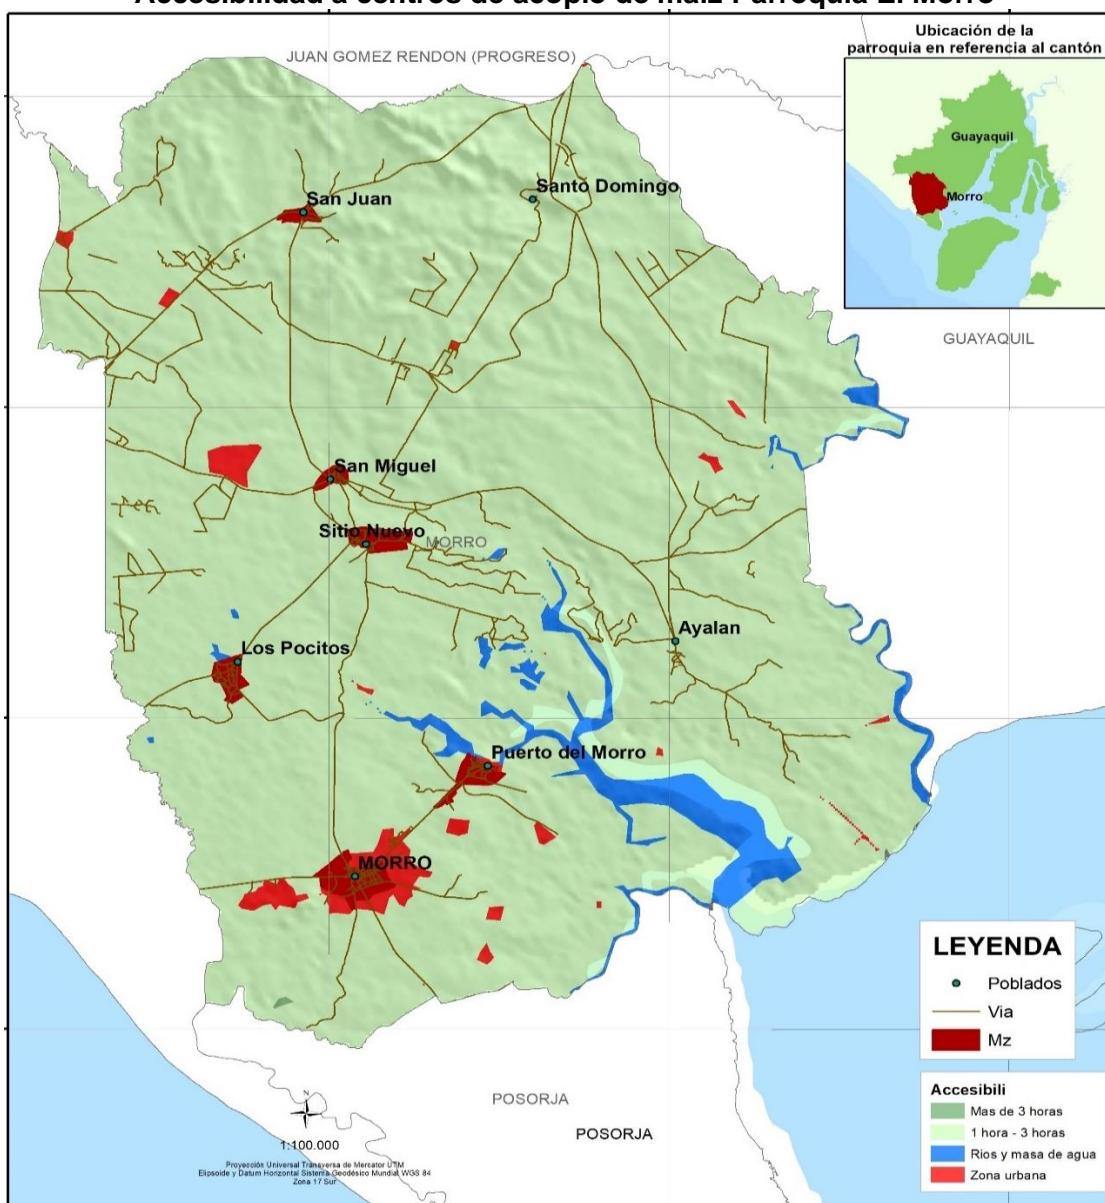 Accesibilidad a centros de acopio de maíz Parroquia El Morro
JUAN GOMEZ RENDON (PROGRESO)
Ubicación de la
parroquia en referencia al cantón
Guayaquil
Morro
San Juan
Santo Domingo
GUAYAQUIL
San Miguel
Sitio Nuevo
MORRO
Ayalan
Los Pocitos
Puerto del Morro
MORRO
LEYENDA
Poblados
Via
Mz
POSORJA
POSORJA
Accesibili
Mas de 3 horas
1 hora - 3 horas
Rios y masa de agua
Zona urbana
N
1:100.000
Proyección Universal Transversa de Mercator UTM
Elipsoide y Datum Horizontal Sistema Geodésico Mundial WGS 84
Zona 17 Sur